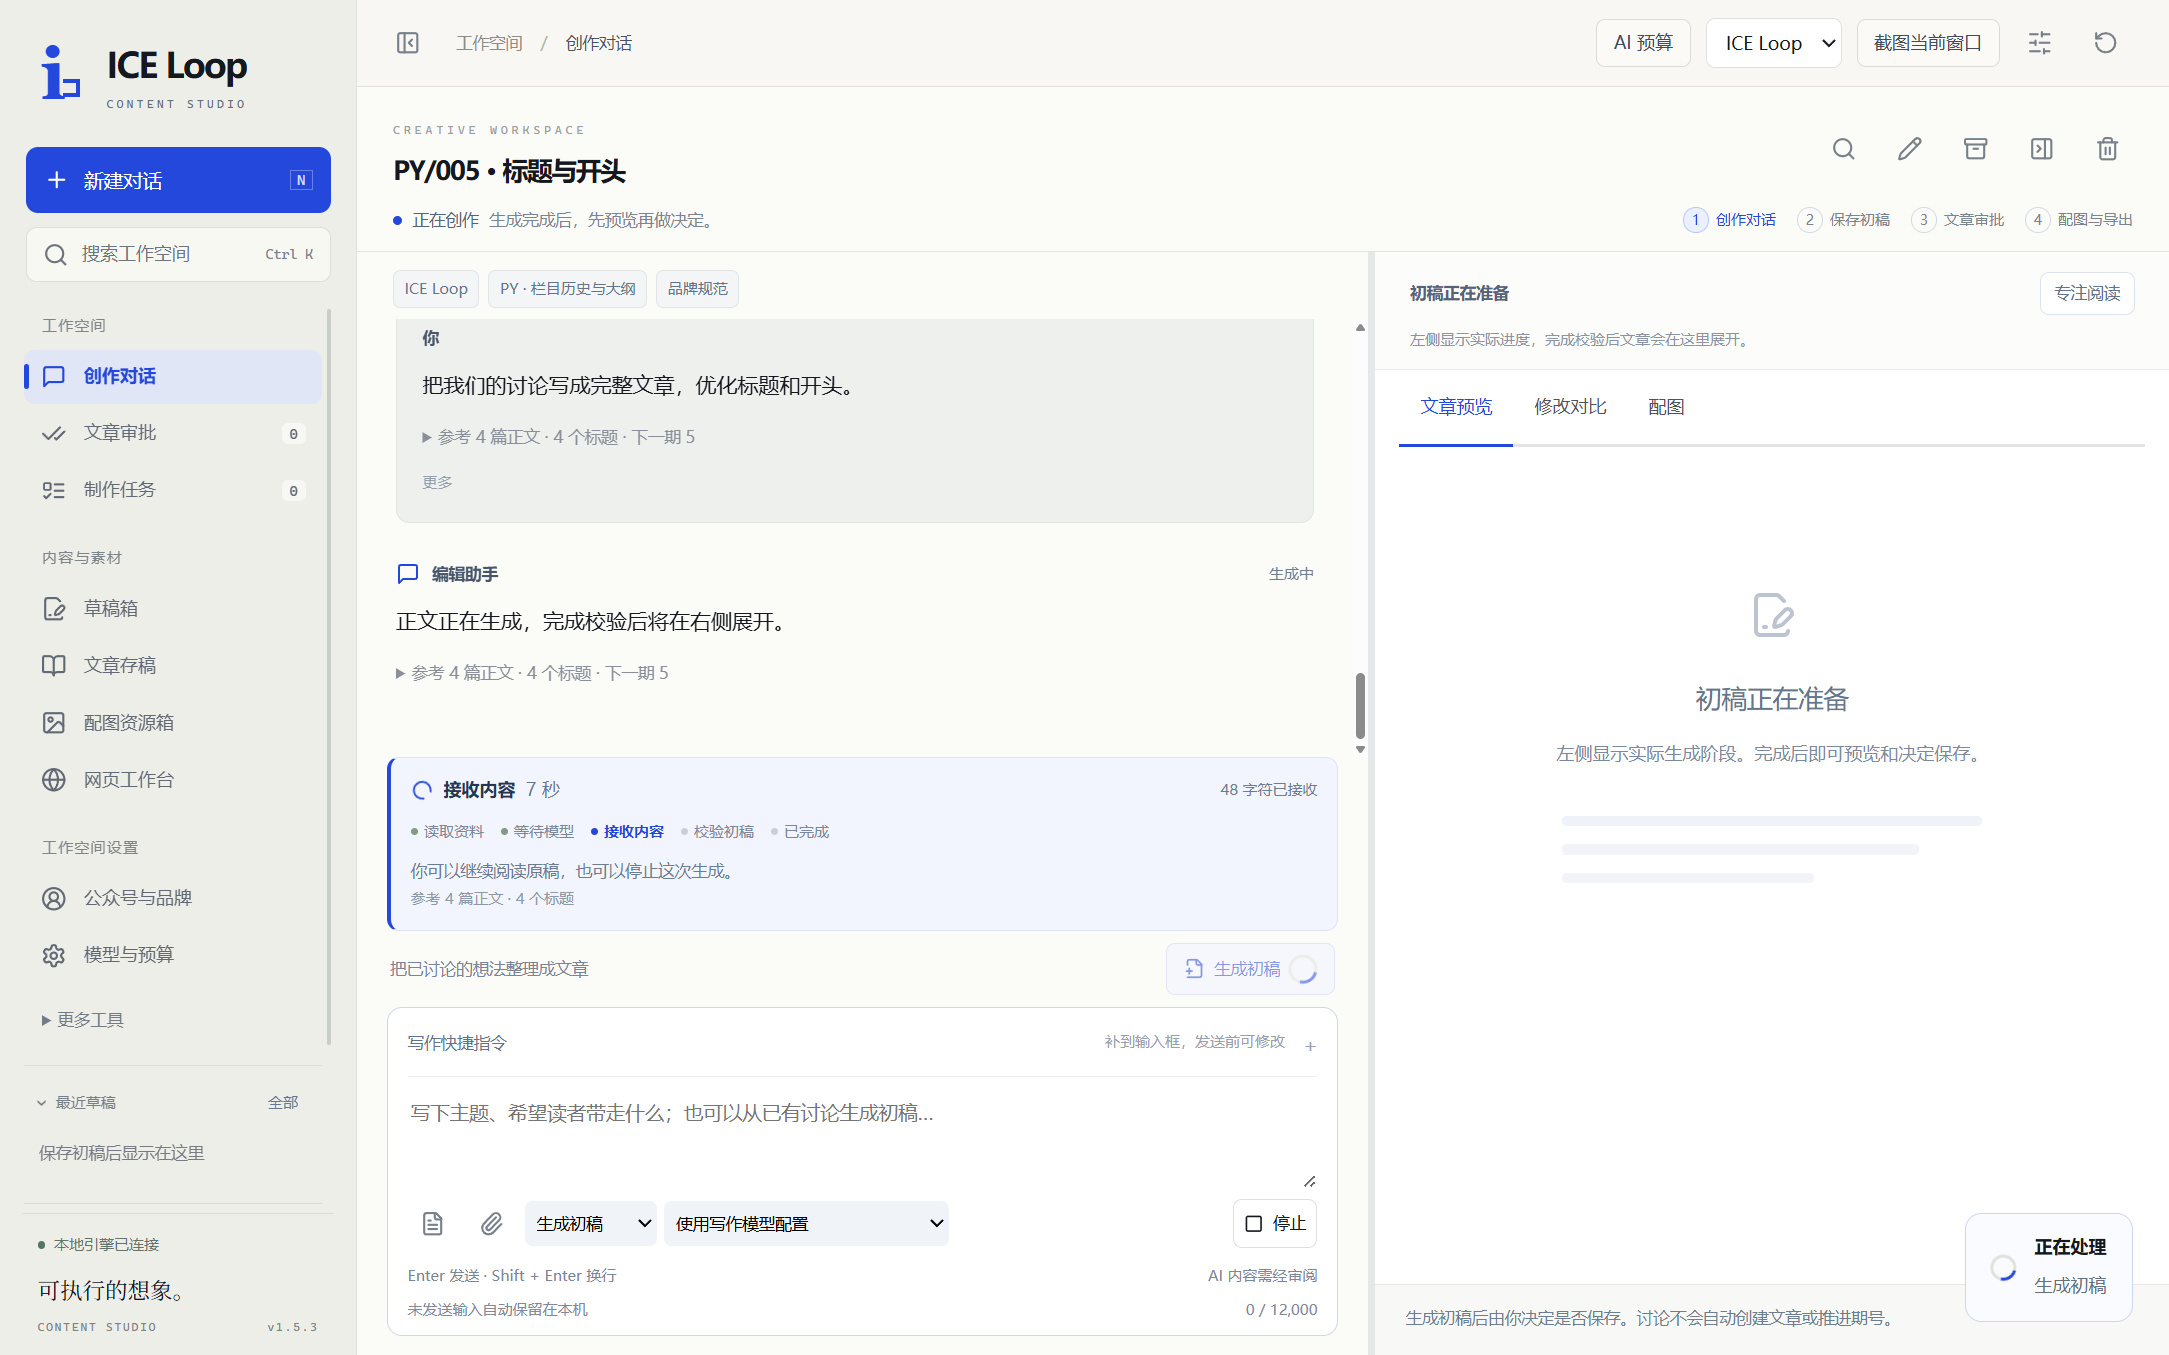 ICE Loop
CONTENT STUDIO
新建对话
N
搜索工作空间
Ctrl K
工作空间
创作对话
文章审批
0
制作任务
0
内容与素材
草稿箱
文章存稿
配图资源箱
网页工作台
工作空间设置
公众号与品牌
模型与预算
更多工具
最近草稿
全部
保存初稿后显示在这里
本地引擎已连接
可执行的想象。
CONTENT STUDIO
v1.5.3
工作空间 / 创作对话
AI 预算
ICE Loop
截图当前窗口
CREATIVE WORKSPACE
PY/005 • 标题与开头
正在创作 生成完成后，先预览再做决定。
1 创作对话
2 保存初稿
3 文章审批
4 配图与导出
ICE Loop
PY · 栏目历史与大纲
品牌规范
你
把我们的讨论写成完整文章，优化标题和开头。
参考 4 篇正文 · 4 个标题 · 下一期 5
更多
编辑助手
生成中
正文正在生成，完成校验后将在右侧展开。
参考 4 篇正文 · 4 个标题 · 下一期 5
接收内容 7 秒
48 字符已接收
读取资料 等待模型 接收内容 校验初稿 已完成
你可以继续阅读原稿，也可以停止这次生成。
参考 4 篇正文 · 4 个标题
把已讨论的想法整理成文章
生成初稿
写作快捷指令
补到输入框，发送前可修改
+
写下主题、希望读者带走什么；也可以从已有讨论生成初稿...
生成初稿
使用写作模型配置
停止
Enter 发送 · Shift + Enter 换行
AI 内容需经审阅
未发送输入自动保留在本机
0 / 12,000
初稿正在准备
专注阅读
左侧显示实际进度，完成校验后文章会在这里展开。
文章预览
修改对比
配图
初稿正在准备
左侧显示实际生成阶段。完成后即可预览和决定保存。
正在处理
生成初稿
生成初稿后由你决定是否保存。讨论不会自动创建文章或推进期号。